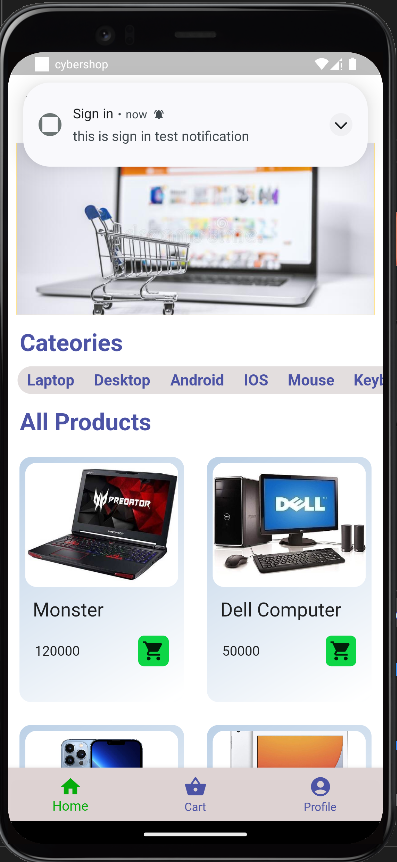 cybershop
Sign in • now
this is sign in test notification
Cateories
Laptop Desktop Android IOS Mouse Keyb
All Products
PREDATOR
DELL
Monster
Dell Computer
120000
50000
Home
Cart
Profile